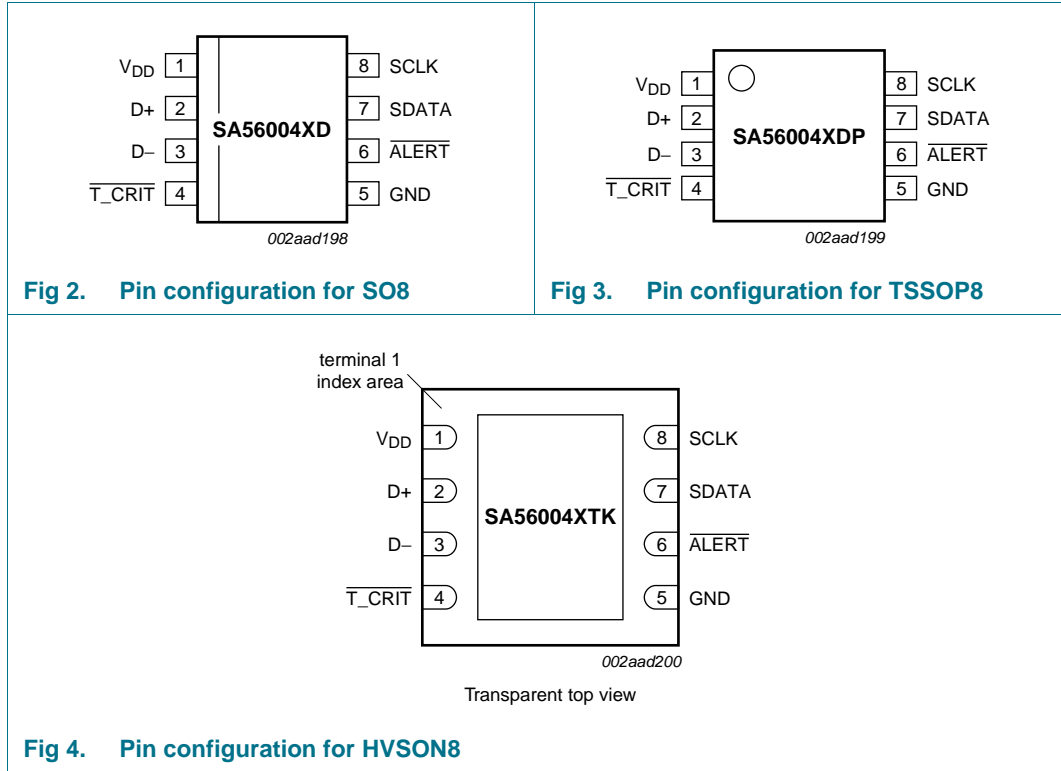 V_DD 1
D+ 2
D− 3
T_CRIT 4
SA56004XD
8 SCLK
7 SDATA
6 ALERT
5 GND
002aad198
Fig 2. Pin configuration for SO8
V_DD 1
D+ 2
D− 3
T_CRIT 4
SA56004XDP
8 SCLK
7 SDATA
6 ALERT
5 GND
002aad199
Fig 3. Pin configuration for TSSOP8
terminal 1
index area
V_DD 1
D+ 2
D− 3
T_CRIT 4
SA56004XTK
8 SCLK
7 SDATA
6 ALERT
5 GND
002aad200
Transparent top view
Fig 4. Pin configuration for HVSON8